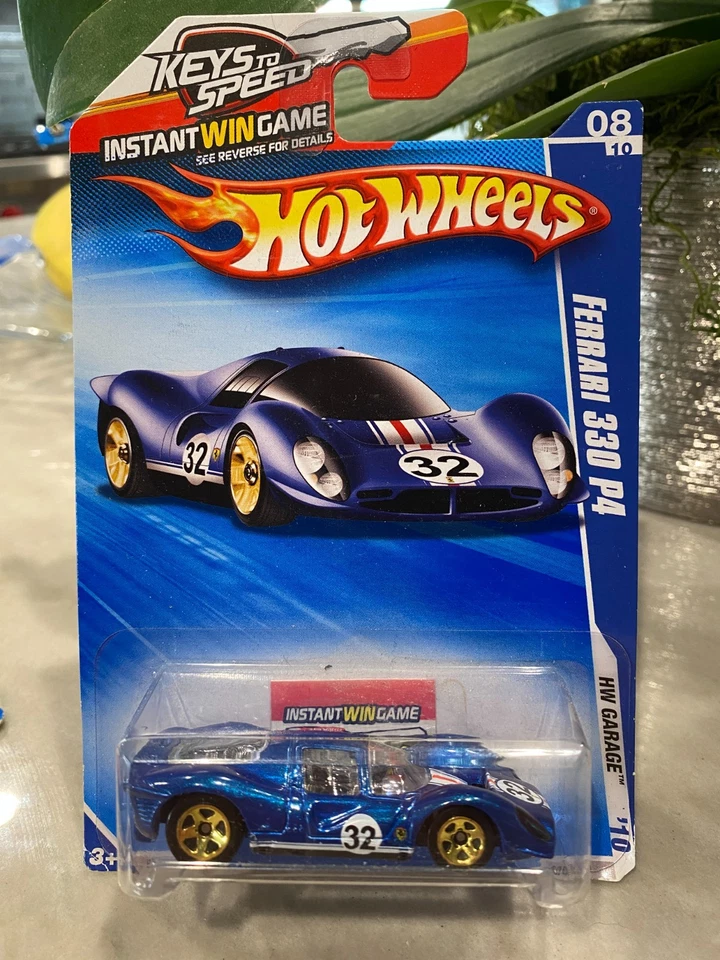 KEYS TO
SPEED
INSTANT WIN GAME
SEE REVERSE FOR DETAILS
08
10
HOT WHEELS®
FERRARI 330 P4
32
32
HW GARAGE™
'10
INSTANT WIN GAME
32
32
3+